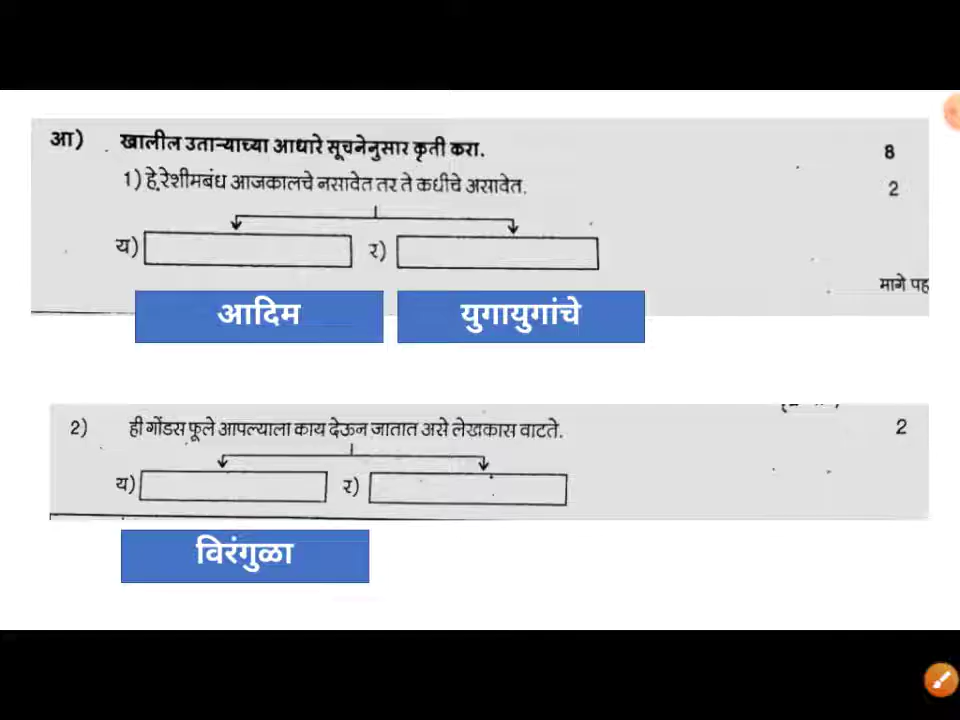 आ) खालील उताऱ्याच्या आधारे सूचनेनुसार कृती करा. 8
1) हे रेशीमबंध आजकालचे नसावेत तर ते कधीचे असावेत. 2
य) र)
मागे पह
आदिम युगायुगांचे
2) ही गोंडस फूले आपल्याला काय देऊन जातात असे लेखकास वाटते. 2
य) र)
विरंगुळा